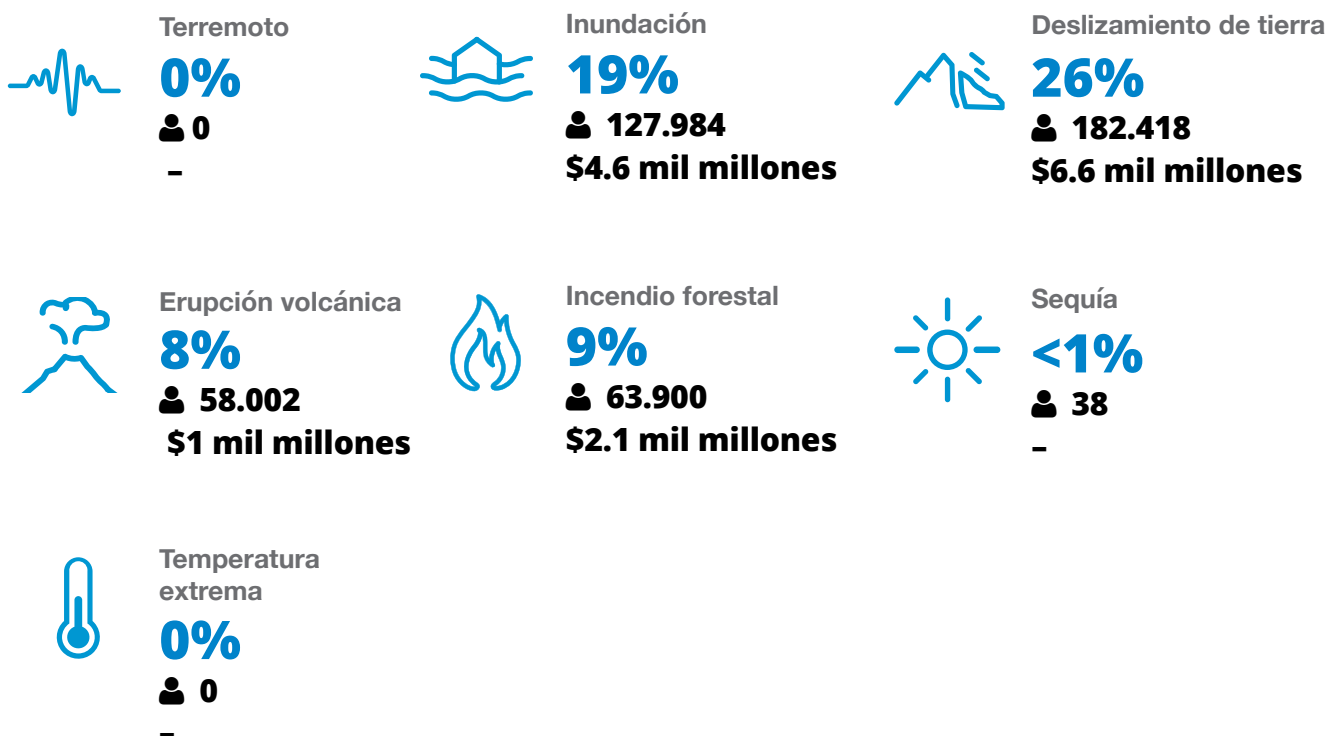 Terremoto
0%
0
–
Inundación
19%
127.984
$4.6 mil millones
Deslizamiento de tierra
26%
182.418
$6.6 mil millones
Erupción volcánica
8%
58.002
$1 mil millones
Incendio forestal
9%
63.900
$2.1 mil millones
Sequía
<1%
38
–
Temperatura
extrema
0%
0
–